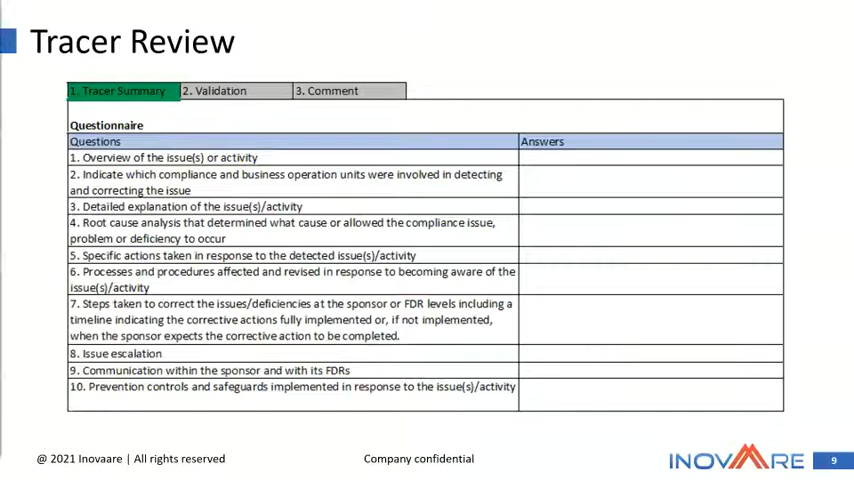 Tracer Review
1. Tracer Summary
2. Validation
3. Comment
Questionnaire
Questions
Answers
1. Overview of the issue(s) or activity
2. Indicate which compliance and business operation units were involved in detecting
and correcting the issue
3. Detailed explanation of the issue(s)/activity
4. Root cause analysis that determined what cause or allowed the compliance issue,
problem or deficiency to occur
5. Specific actions taken in response to the detected issue(s)/activity
6. Processes and procedures affected and revised in response to becoming aware of the
issue(s)/activity
7. Steps taken to correct the issues/deficiencies at the sponsor or FDR levels including a
timeline indicating the corrective actions fully implemented or, if not implemented,
when the sponsor expects the corrective action to be completed.
8. Issue escalation
9. Communication within the sponsor and with its FDRs
10. Prevention controls and safeguards implemented in response to the issue(s)/activity
@ 2021 Inovaare | All rights reserved
Company confidential
INOVAARE
9